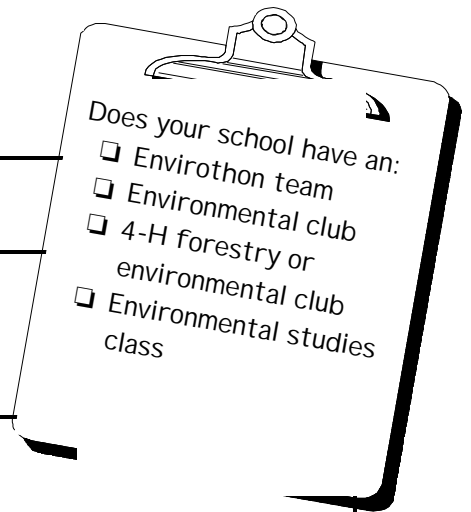 Does your school have an:
❏ Envirothon team
❏ Environmental club
❏ 4-H forestry or
environmental club
❏ Environmental studies
class